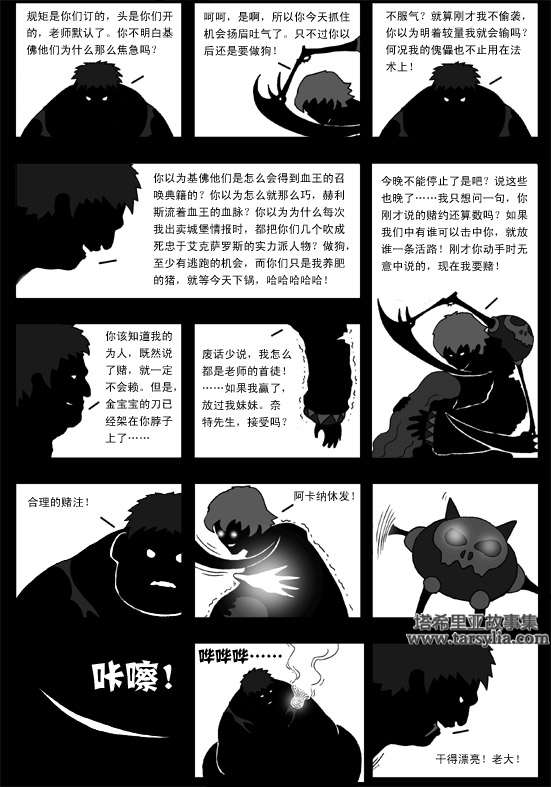 规矩是你们订的，头是你们开
的，老师默认了。你不明白基
佛他们为什么那么焦急吗？
呵呵，是啊，所以你今天抓住
机会扬眉吐气了。只不过你以
后还是要做狗！
不服气？就算刚才我不偷袭，
你以为明着较量我就会输吗？
何况我的傀儡也不止用在法
术上！
你以为基佛他们是怎么会得到血王的召
唤典籍的？你以为怎么就那么巧，赫利
斯流着血王的血脉？你以为为什么每次
我出卖城堡情报时，都把你们几个吹成
死忠于艾克萨罗斯的实力派人物？做狗，
至少有逃跑的机会，而你们只是我养肥
的猪，就等今天下锅，哈哈哈哈哈！
今晚不能停止了是吧？说这些
也晚了……我只想问一句，你
刚才说的赌约还算数吗？如果
我们中有谁可以击中你，就放
谁一条活路！刚才你动手时无
意中说的，现在我要赌！
你该知道我的
为人，既然说
了赌，就一定
不会赖。但是，
金宝宝的刀已
经架在你脖子
上了……
废话少说，我怎么
都是老师的首徒！
……如果我赢了，
放过我妹妹。奈
特先生，接受吗？
合理的赌注！
阿卡纳休发！
塔希里亚故事集
www.tarsylia.com
咔嚓！
哗哗哗……
干得漂亮！老大！